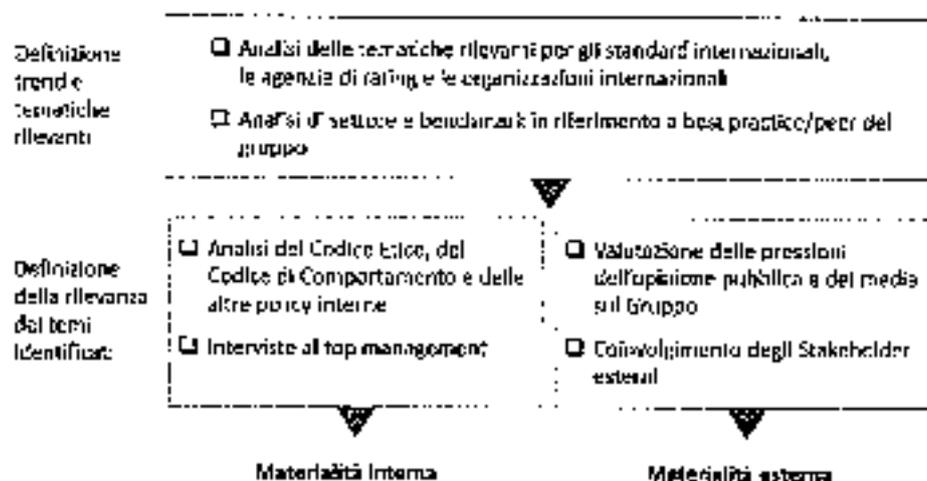 Definizione
trend e
tematiche
rilevanti
❑ Analisi delle tematiche rilevanti per gli standard internazionali,
le agenzie di rating e le organizzazioni internazionali
❑ Analisi di settore e benchmark in riferimento a best practice/peer del
gruppo
Definizione
della rilevanza
dei temi
identificati
❑ Analisi del Codice Etico, del
Codice di Comportamento e delle
altre policy interne
❑ Interviste al top management
❑ Valutazione delle pressioni
dell'opinione pubblica e dei media
sul Gruppo
❑ Coinvolgimento degli Stakeholder
esterni
Materialità interna
Materialità esterna